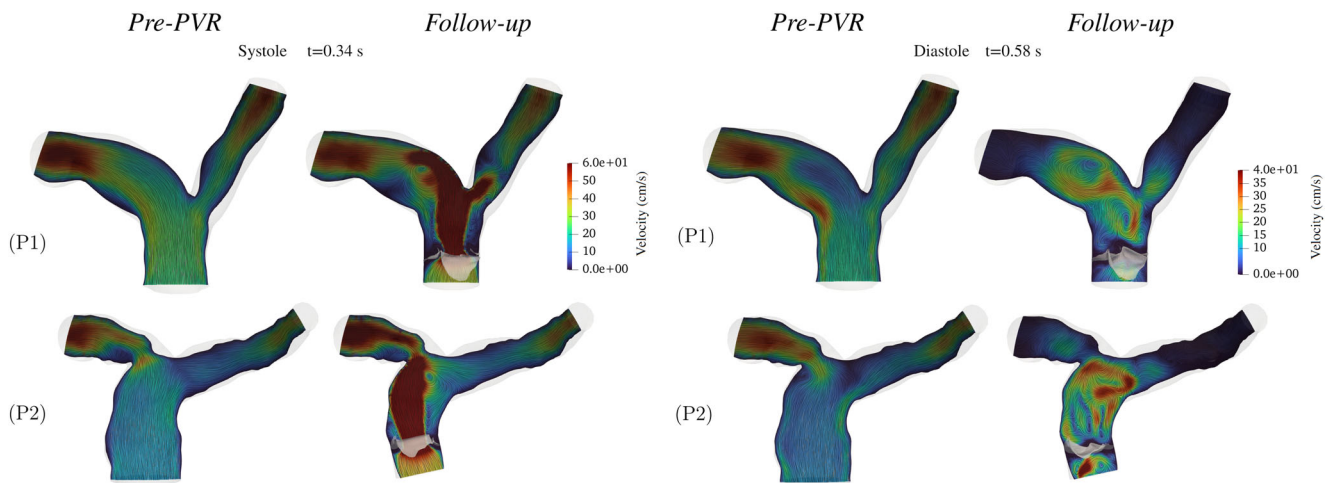 Pre-PVR Follow-up Pre-PVR Follow-up
Systole t=0.34 s Diastole t=0.58 s
6.0e+01
50
40
30
20
10
0.0e+00
Velocity (cm/s)
4.0e+01
35
30
25
20
15
10
5
0.0e+00
Velocity (cm/s)
(P1) (P1)
(P2) (P2)